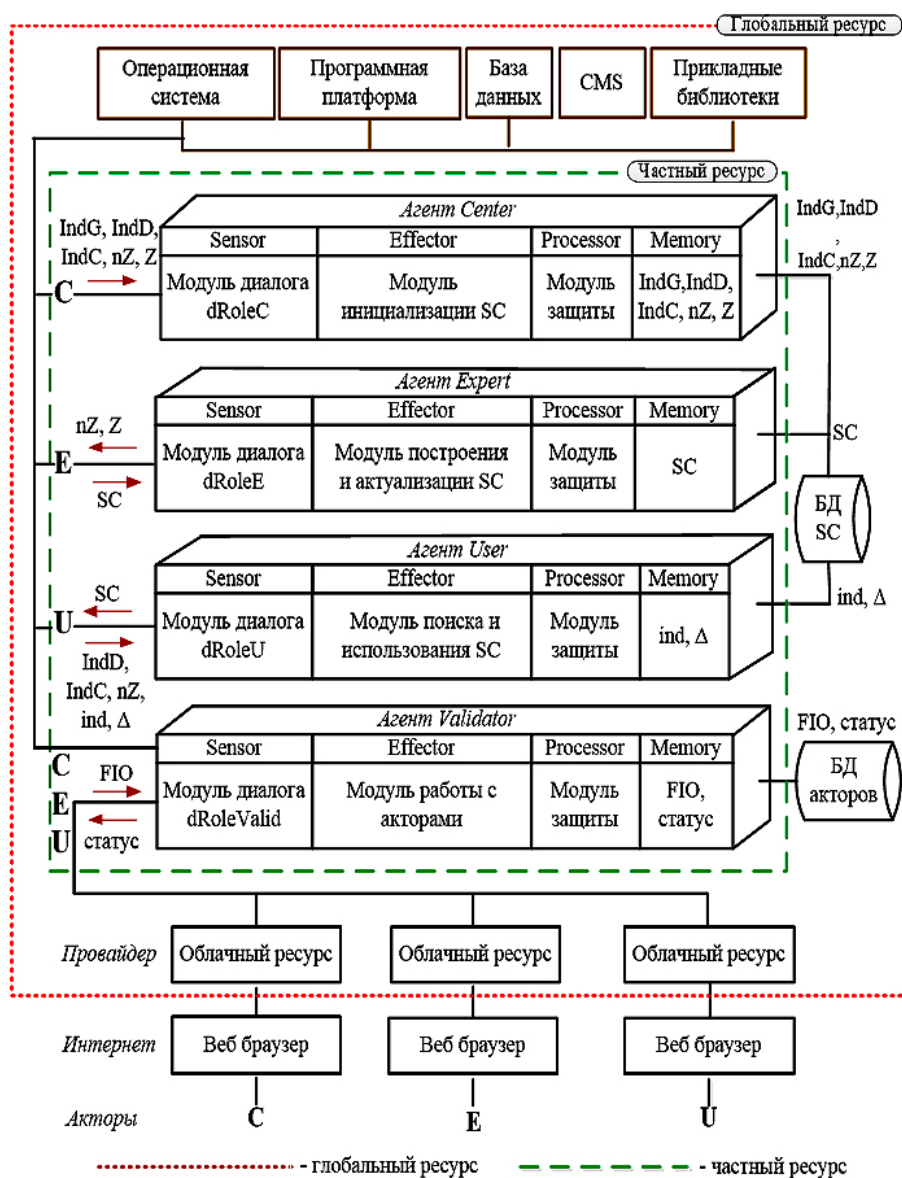 Глобальный ресурс
Операционная
система
Программная
платформа
База
данных
CMS
Прикладные
библиотеки
Частный ресурс
IndG, IndD,
IndC, nZ, Z
C
Агент Center
Sensor
Effector
Processor
Memory
Модуль диалога
dRoleC
Модуль
инициализации SC
Модуль
защиты
IndG,IndD,
IndC, nZ, Z
IndG,IndD
,
IndC,nZ,Z
nZ, Z
E
SC
Агент Expert
Sensor
Effector
Processor
Memory
Модуль диалога
dRoleE
Модуль построения
и актуализации SC
Модуль
защиты
SC
SC
БД
SC
SC
U
IndD,
IndC, nZ,
ind, Δ
Агент User
Sensor
Effector
Processor
Memory
Модуль диалога
dRoleU
Модуль поиска и
использования SC
Модуль
защиты
ind, Δ
ind, Δ
C
E
U
FIO
статус
Агент Validator
Sensor
Effector
Processor
Memory
Модуль диалога
dRoleValid
Модуль работы с
акторами
Модуль
защиты
FIO,
статус
FIO, статус
БД
акторов
Провайдер
Облачный ресурс
Облачный ресурс
Облачный ресурс
Интернет
Веб браузер
Веб браузер
Веб браузер
Акторы
C
E
U
- глобальный ресурс
- частный ресурс